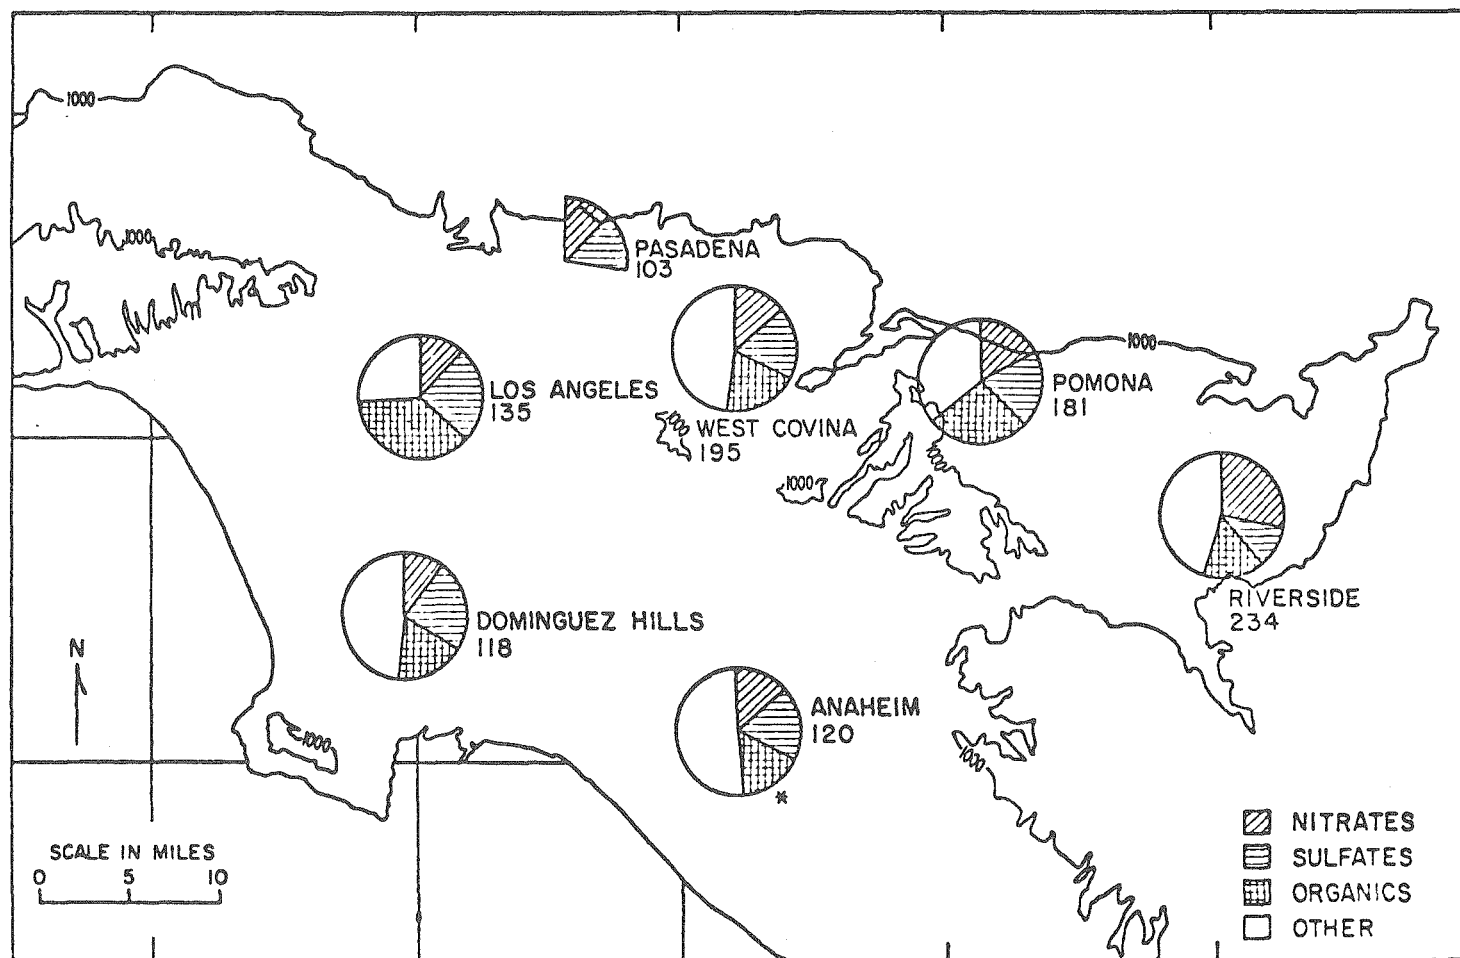 1000
1000
PASADENA
103
1000
LOS ANGELES
135
POMONA
181
1000
WEST COVINA
195
1000
1000
RIVERSIDE
234
DOMINGUEZ HILLS
118
N
ANAHEIM
120
*
1000
1000
NITRATES
SULFATES
ORGANICS
OTHER
SCALE IN MILES
0 5 10